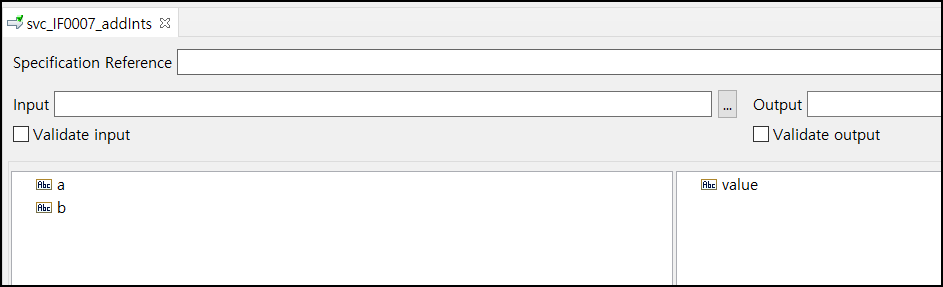 svc_IF0007_addInts
Specification Reference
Input ... Output
Validate input Validate output
Abc a Abc value
Abc b